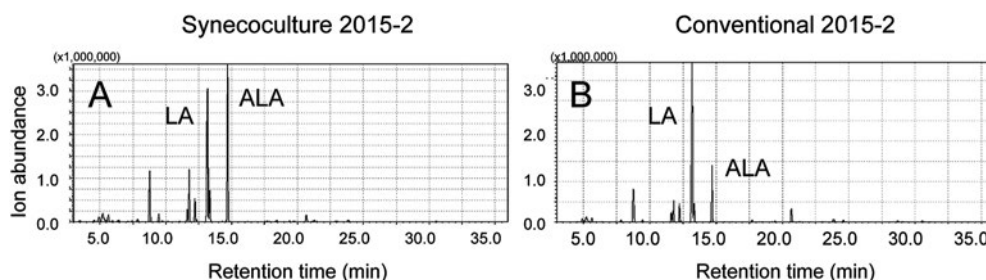 Synecoculture 2015-2
(x1,000,000)
A
LA
ALA
3.0
2.0
1.0
0.0
Ion abundance
5.0 10.0 15.0 20.0 25.0 30.0 35.0
Retention time (min)
Conventional 2015-2
(x1,000,000)
B
LA
ALA
3.0
2.0
1.0
0.0
5.0 10.0 15.0 20.0 25.0 30.0 35.0
Retention time (min)